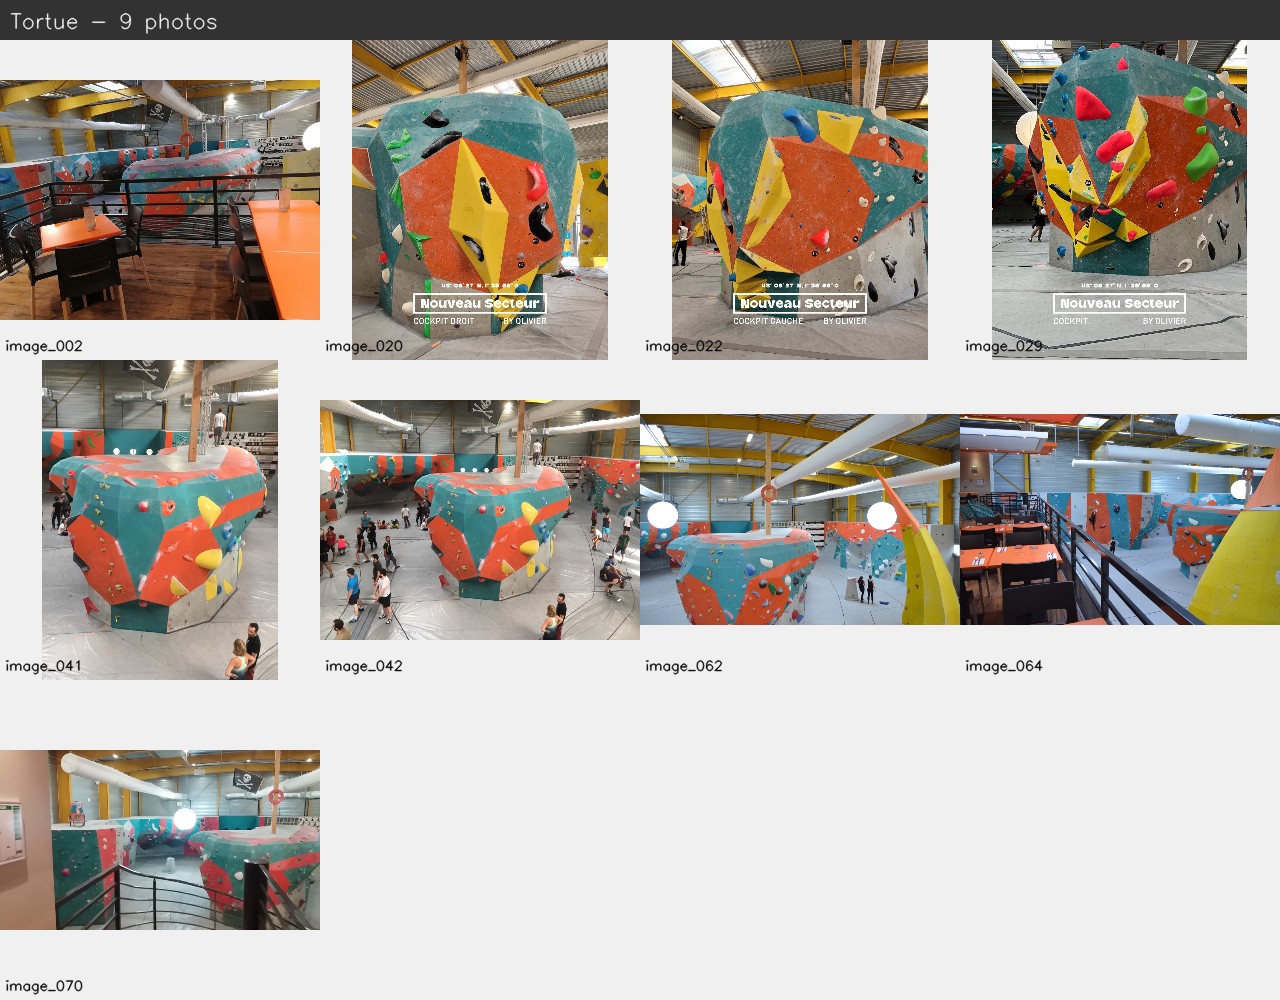 Tortue - 9 photos
Nouveau Secteur
COCKPIT DROIT BY OLIVIER
Nouveau Secteur
COCKPIT GAUCHE BY OLIVIER
Nouveau Secteur
COCKPIT BY OLIVIER
image_002
image_020
image_022
image_029
image_041
image_042
image_062
image_064
image_070